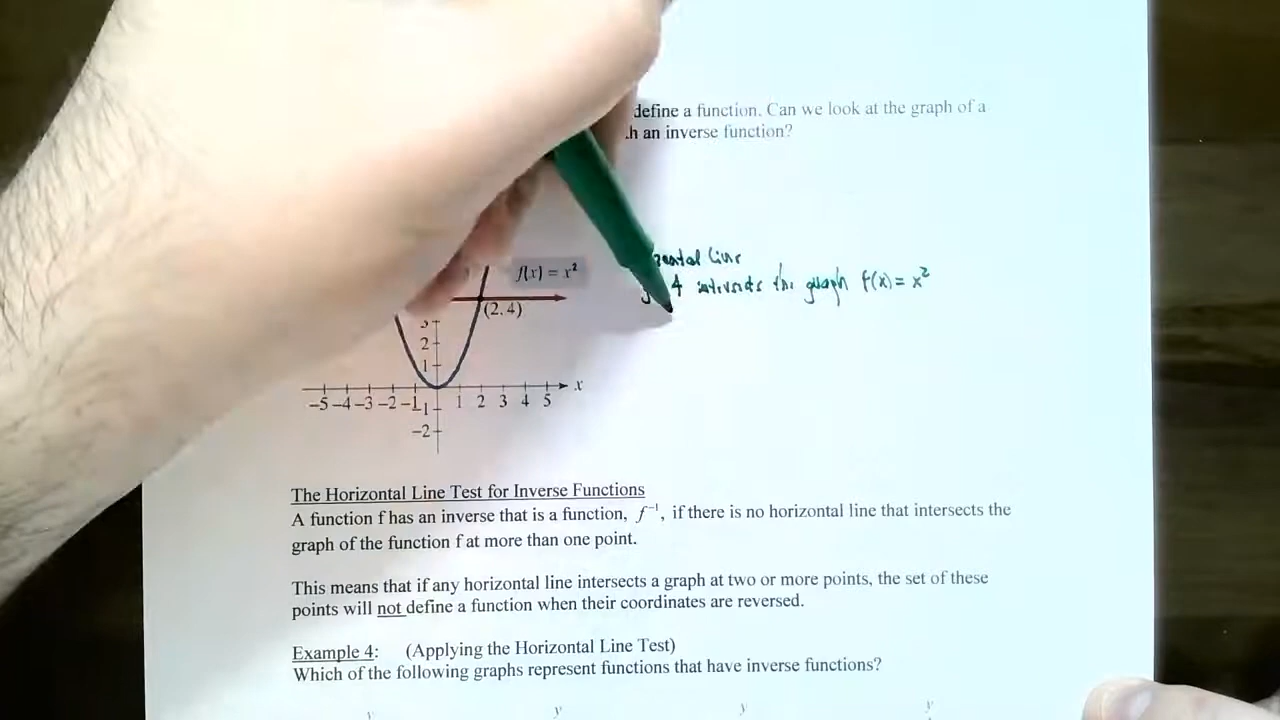 define a function. Can we look at the graph of a
h an inverse function?
zontal line
4 intersects the graph f(x) = x²
f(x) = x²
(2,4)
3
2
1
x
-5 -4 -3 -2 -1 1 2 3 4 5
-1
-2
The Horizontal Line Test for Inverse Functions
A function f has an inverse that is a function, f⁻¹, if there is no horizontal line that intersects the
graph of the function f at more than one point.
This means that if any horizontal line intersects a graph at two or more points, the set of these
points will not define a function when their coordinates are reversed.
Example 4: (Applying the Horizontal Line Test)
Which of the following graphs represent functions that have inverse functions?
y y y y